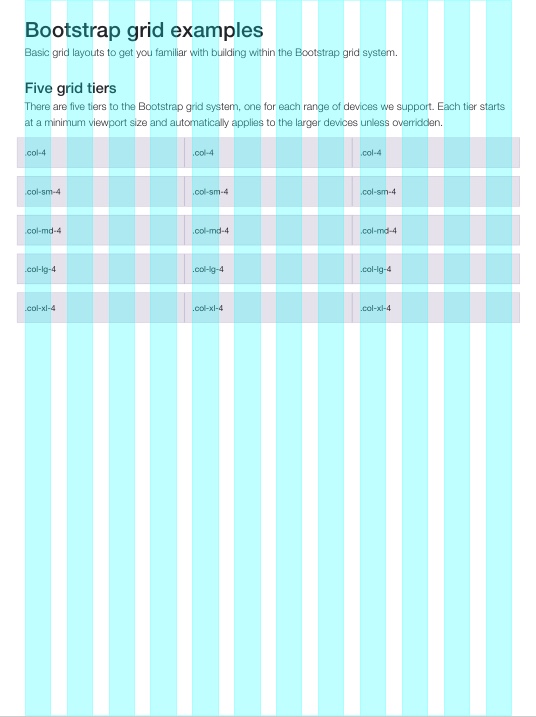 Bootstrap grid examples
Basic grid layouts to get you familiar with building within the Bootstrap grid system.
Five grid tiers
There are five tiers to the Bootstrap grid system, one for each range of devices we support. Each tier starts
at a minimum viewport size and automatically applies to the larger devices unless overridden.
.col-4 .col-4 .col-4
.col-sm-4 .col-sm-4 .col-sm-4
.col-md-4 .col-md-4 .col-md-4
.col-lg-4 .col-lg-4 .col-lg-4
.col-xl-4 .col-xl-4 .col-xl-4